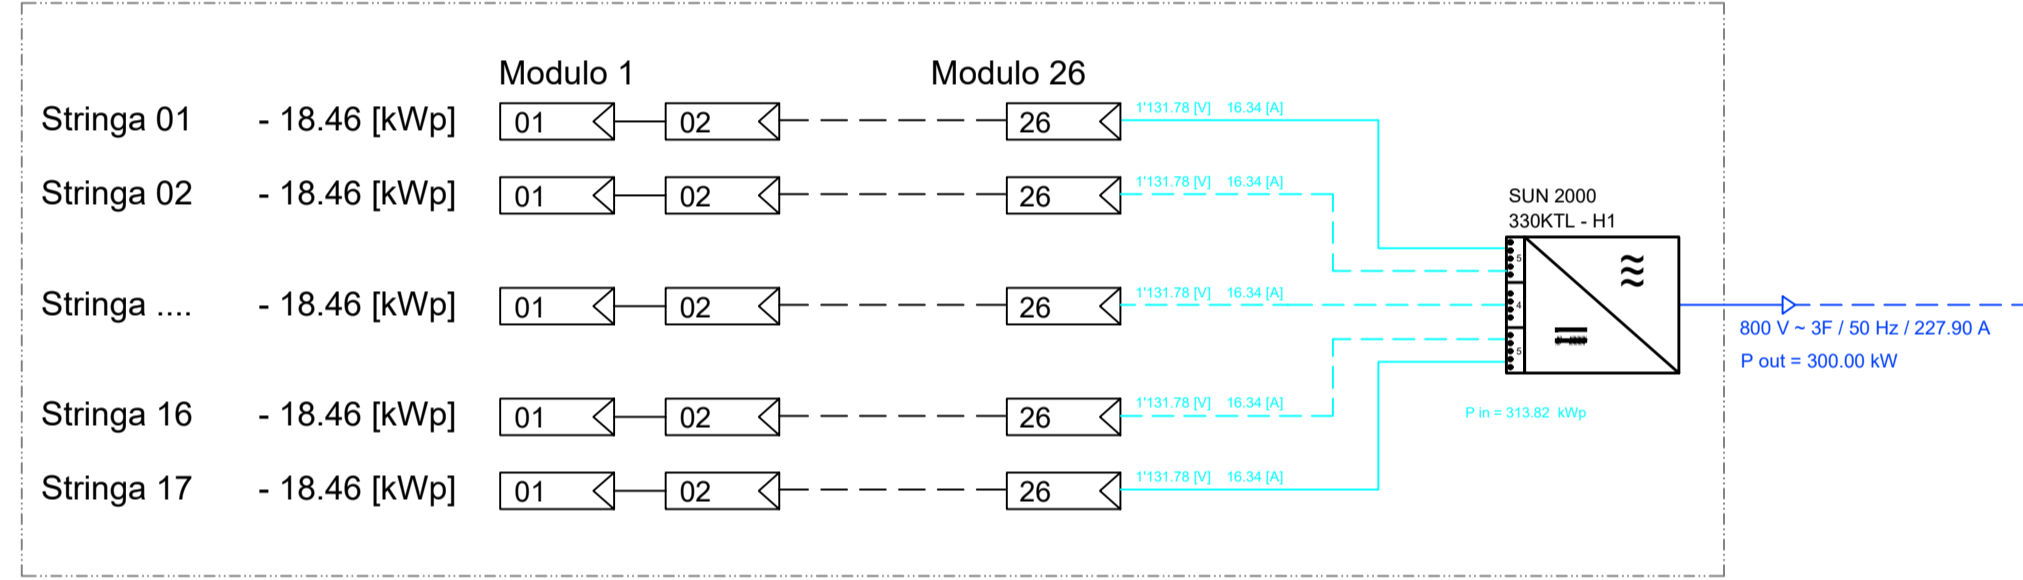 Modulo 1 Modulo 26
Stringa 01 - 18.46 [kWp] 01 02 26 1'131.78 [V] 16.34 [A]
Stringa 02 - 18.46 [kWp] 01 02 26 1'131.78 [V] 16.34 [A]
SUN 2000
330KTL - H1
5
Stringa .... - 18.46 [kWp] 01 02 26 1'131.78 [V] 16.34 [A]
4
800 V ~ 3F / 50 Hz / 227.90 A
5
P out = 300.00 kW
Stringa 16 - 18.46 [kWp] 01 02 26 1'131.78 [V] 16.34 [A]
P in = 313.82 kWp
Stringa 17 - 18.46 [kWp] 01 02 26 1'131.78 [V] 16.34 [A]